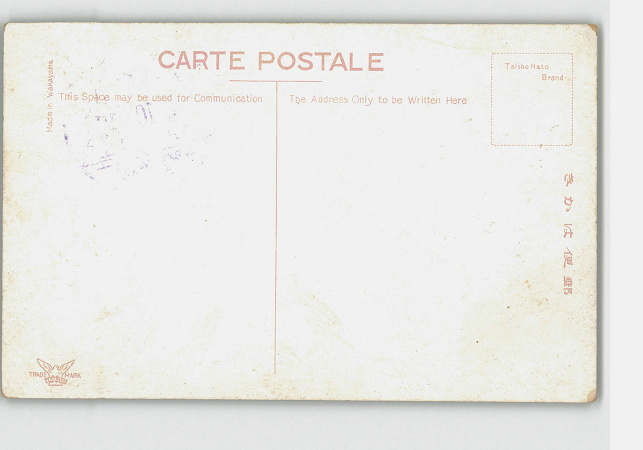 CARTE POSTALE
Taisho Hato
Brand
Made in Wakayama
This Space may be used for Communication
The Address Only to be Written Here
きかは便郵
TRADE MARK